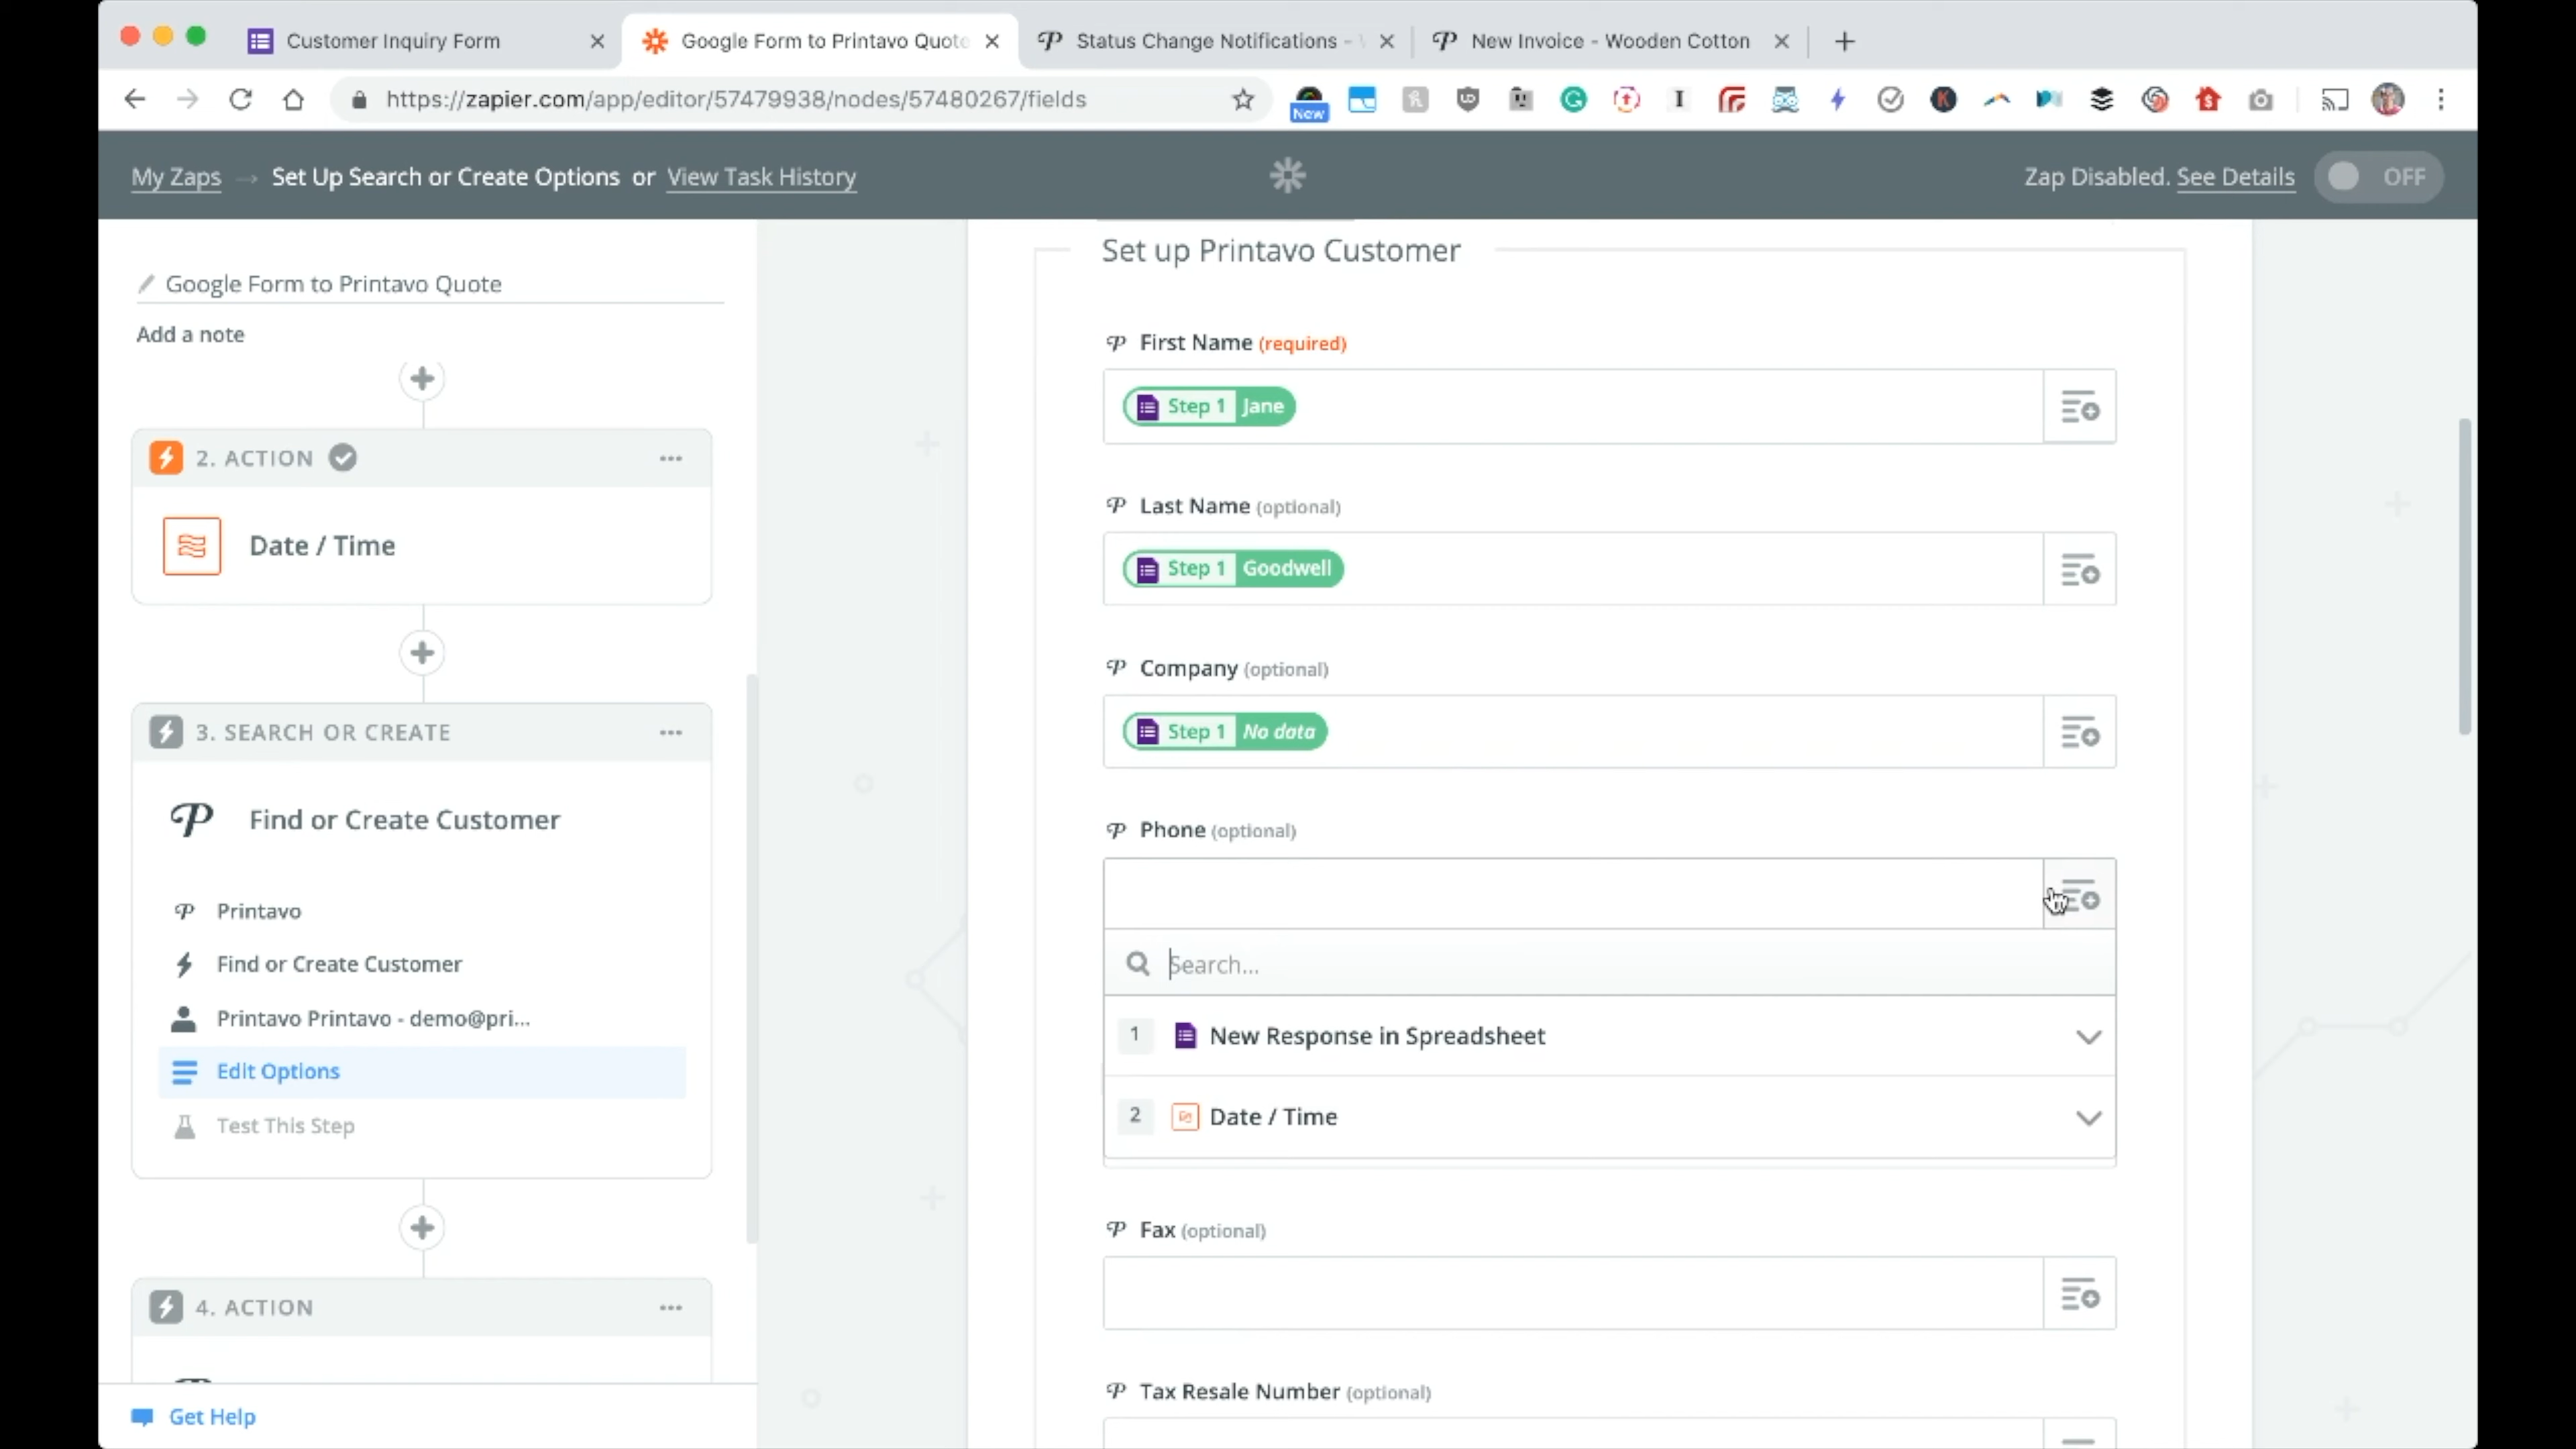 Customer Inquiry Form
Google Form to Printavo Quote
Status Change Notifications -
New Invoice - Wooden Cotton
https://zapier.com/app/editor/57479938/nodes/57480267/fields
New
My Zaps → Set Up Search or Create Options or View Task History
Zap Disabled. See Details
OFF
Google Form to Printavo Quote
Add a note
2. ACTION
Date / Time
3. SEARCH OR CREATE
Find or Create Customer
Printavo
Find or Create Customer
Printavo Printavo - demo@pri...
Edit Options
Test This Step
4. ACTION
Get Help
Set up Printavo Customer
First Name (required)
Step 1 Jane
Last Name (optional)
Step 1 Goodwell
Company (optional)
Step 1 No data
Phone (optional)
Search...
1 New Response in Spreadsheet
2 Date / Time
Fax (optional)
Tax Resale Number (optional)